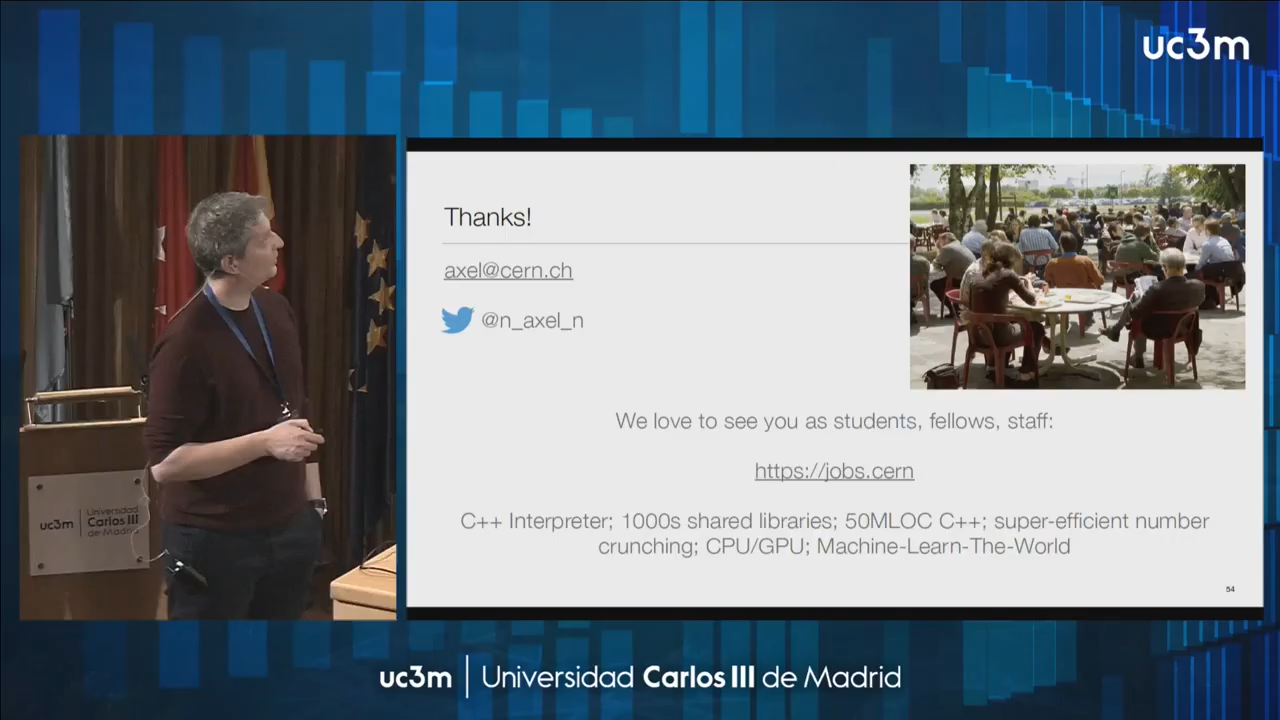 uc3m
Thanks!
axel@cern.ch
@n_axel_n
We love to see you as students, fellows, staff:
https://jobs.cern
C++ Interpreter; 1000s shared libraries; 50MLOC C++; super-efficient number
crunching; CPU/GPU; Machine-Learn-The-World
54
uc3m
Universidad
Carlos III
de Madrid
uc3m | Universidad Carlos III de Madrid